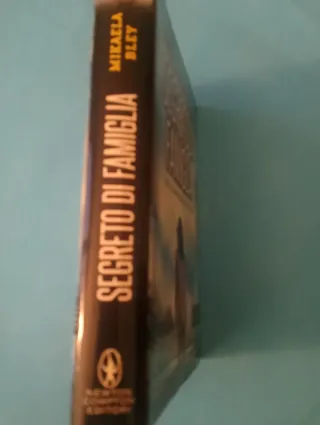 MIKAELA
BLEY
SEGRETO DI FAMIGLIA
NEWTON
COMPTON
EDITORI